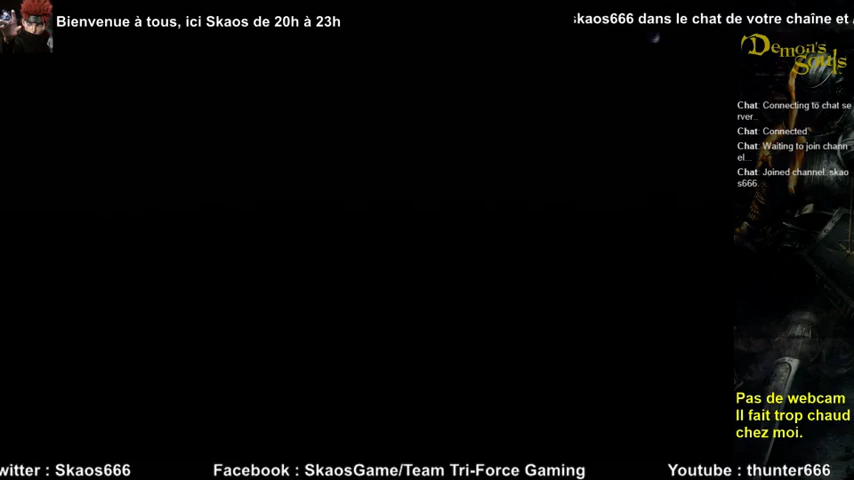 Bienvenue à tous, ici Skaos de 20h à 23h
skaos666 dans le chat de votre chaîne et
Demon's
Souls
Chat: Connecting to chat se
rver..
Chat: Connected
Chat: Waiting to join chann
el...
Chat: Joined channel..skao
s666.
Pas de webcam
Il fait trop chaud
chez moi.
witter : Skaos666 Facebook : SkaosGame/Team Tri-Force Gaming Youtube : thunter666